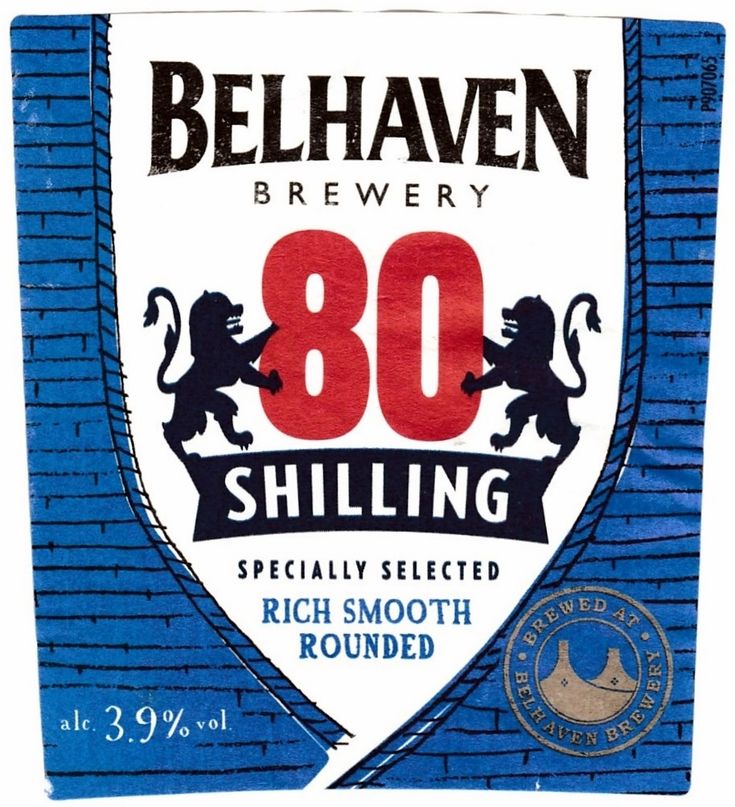 P907065
BELHAVEN
BREWERY
80
SHILLING
SPECIALLY SELECTED
RICH SMOOTH
ROUNDED
alc. 3.9% vol.
• BREWED AT •
BELHAVEN BREWERY